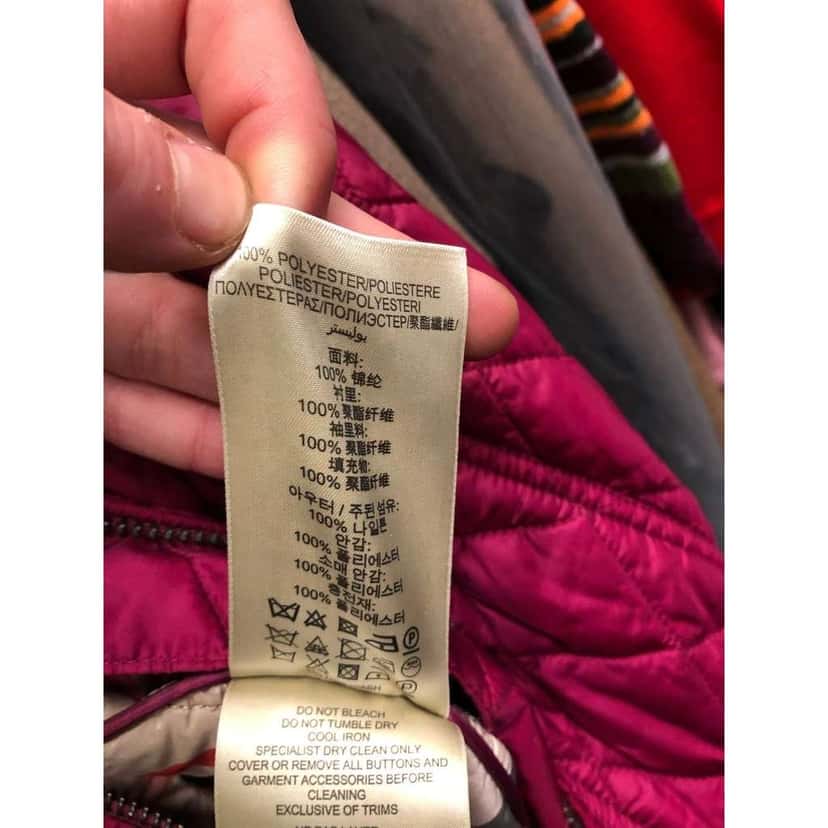 100% POLYESTER/POLIESTERE
POLIESTER/POLYESTERI
ΠΟΛΥΕΣΤΕΡΑΣ/ПОЛИЭСТЕР/聚酯纖維/
بوليستر
面料:
100% 锦纶
衬里:
100% 聚酯纤维
袖里料:
100% 聚酯纤维
填充物:
100% 聚酯纤维
아우터 / 주된섬유:
100% 나일론
안감:
100% 폴리에스터
소매 안감:
100% 폴리에스터
충전재:
100% 폴리에스터
P
P
DO NOT BLEACH
DO NOT TUMBLE DRY
COOL IRON
SPECIALIST DRY CLEAN ONLY
COVER OR REMOVE ALL BUTTONS AND
GARMENT ACCESSORIES BEFORE
CLEANING
EXCLUSIVE OF TRIMS